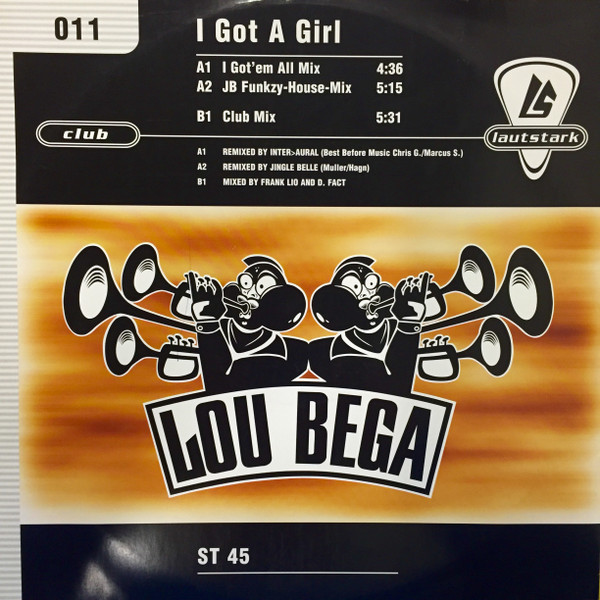 011
I Got A Girl
A1 I Got'em All Mix 4:36
A2 JB Funkzy-House-Mix 5:15
B1 Club Mix 5:31
club
LS
lautstark
A1 REMIXED BY INTER>AURAL (Best Before Music Chris G./Marcus S.)
A2 REMIXED BY JINGLE BELLE (Muller/Hagn)
B1 MIXED BY FRANK LIO AND D. FACT
LOU BEGA
ST 45